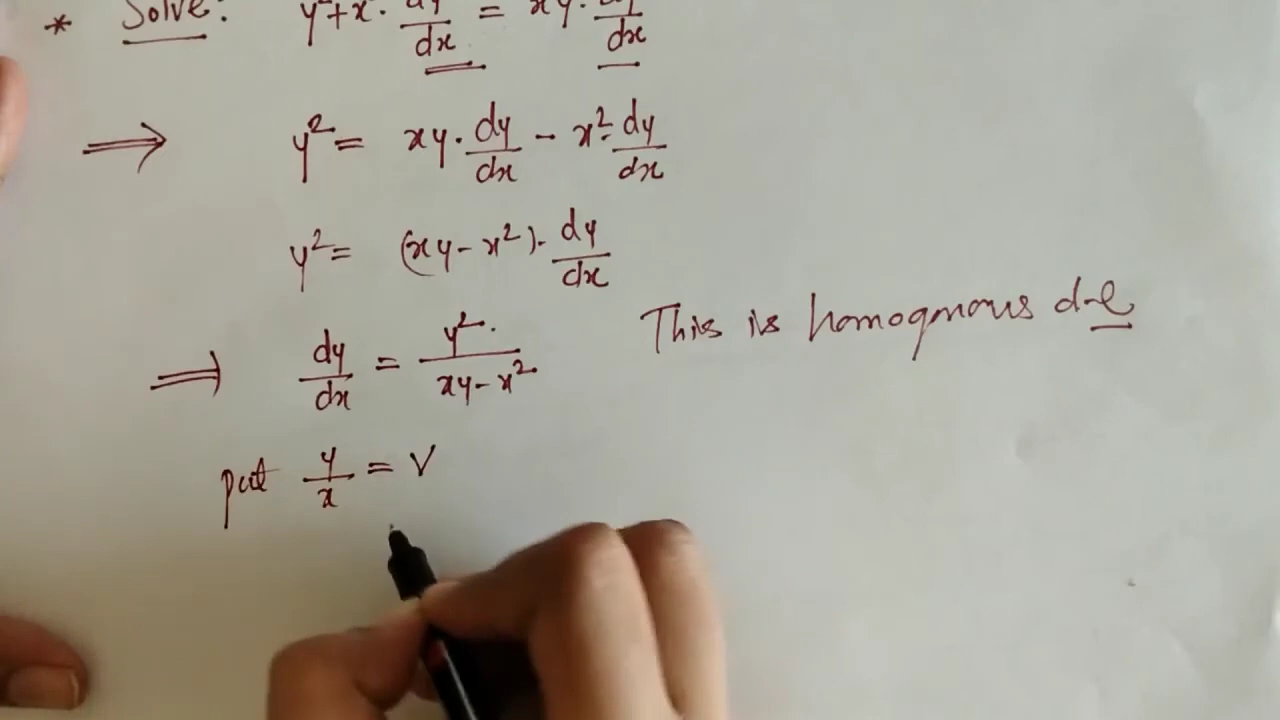 * Solve: y²+x²· dy/dx = xy· dy/dx
⟹ y² = xy· dy/dx − x²· dy/dx
y² = (xy − x²)· dy/dx
⟹ dy/dx = y²·/xy − x² This is homogmous d-e
put y/x = V